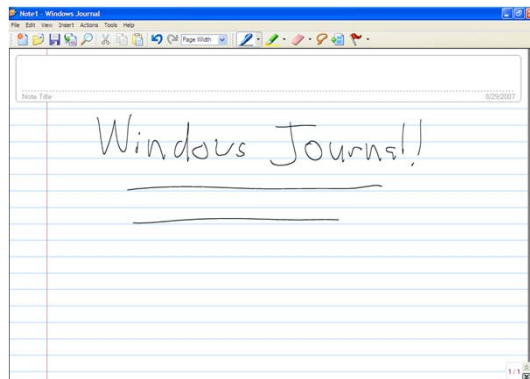 Note1 - Windows Journal
File Edit View Insert Actions Tools Help
Page Width
Note Title
8/29/2007
Windows Journal!
1/1